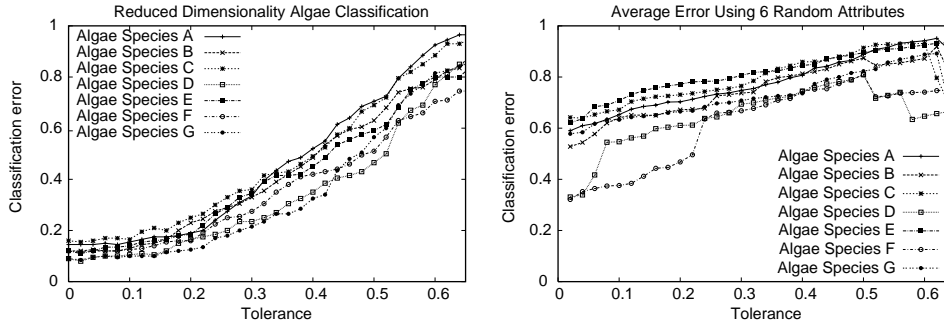 Reduced Dimensionality Algae Classification
1
0.8
0.6
0.4
0.2
0
Classification error
Algae Species A
Algae Species B
Algae Species C
Algae Species D
Algae Species E
Algae Species F
Algae Species G
0 0.1 0.2 0.3 0.4 0.5 0.6
Tolerance
Average Error Using 6 Random Attributes
1
0.8
0.6
0.4
0.2
0
Classification error
Algae Species A
Algae Species B
Algae Species C
Algae Species D
Algae Species E
Algae Species F
Algae Species G
0 0.1 0.2 0.3 0.4 0.5 0.6
Tolerance